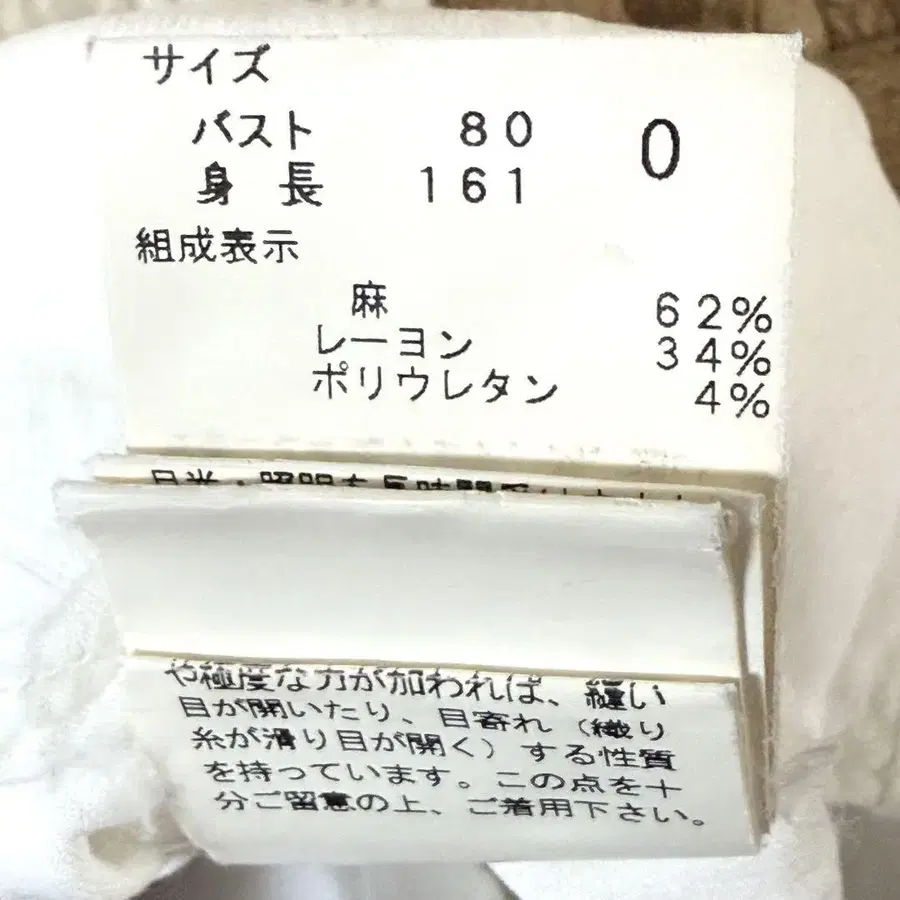 サイズ
バスト 80 0
身長 161
組成表示
麻 62%
レーヨン 34%
ポリウレタン 4%
や極度な力が加われば、縫い
目が開いたり、目寄れ（織り
糸が滑り目が開く）する性質
を持っています。この点を十
分ご留意の上、ご着用下さい。